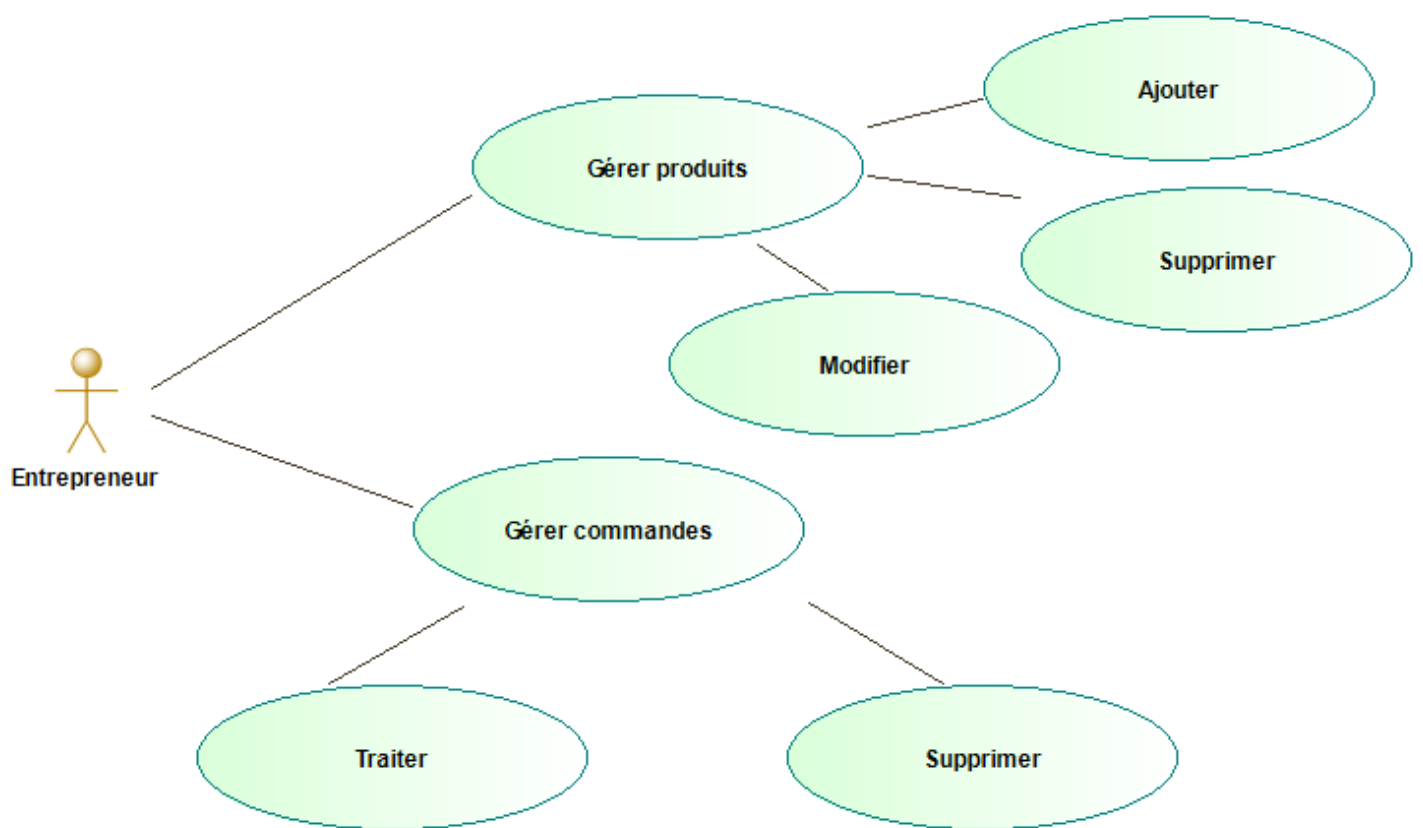 Ajouter
Gérer produits
Supprimer
Modifier
Entrepreneur
Gérer commandes
Traiter
Supprimer